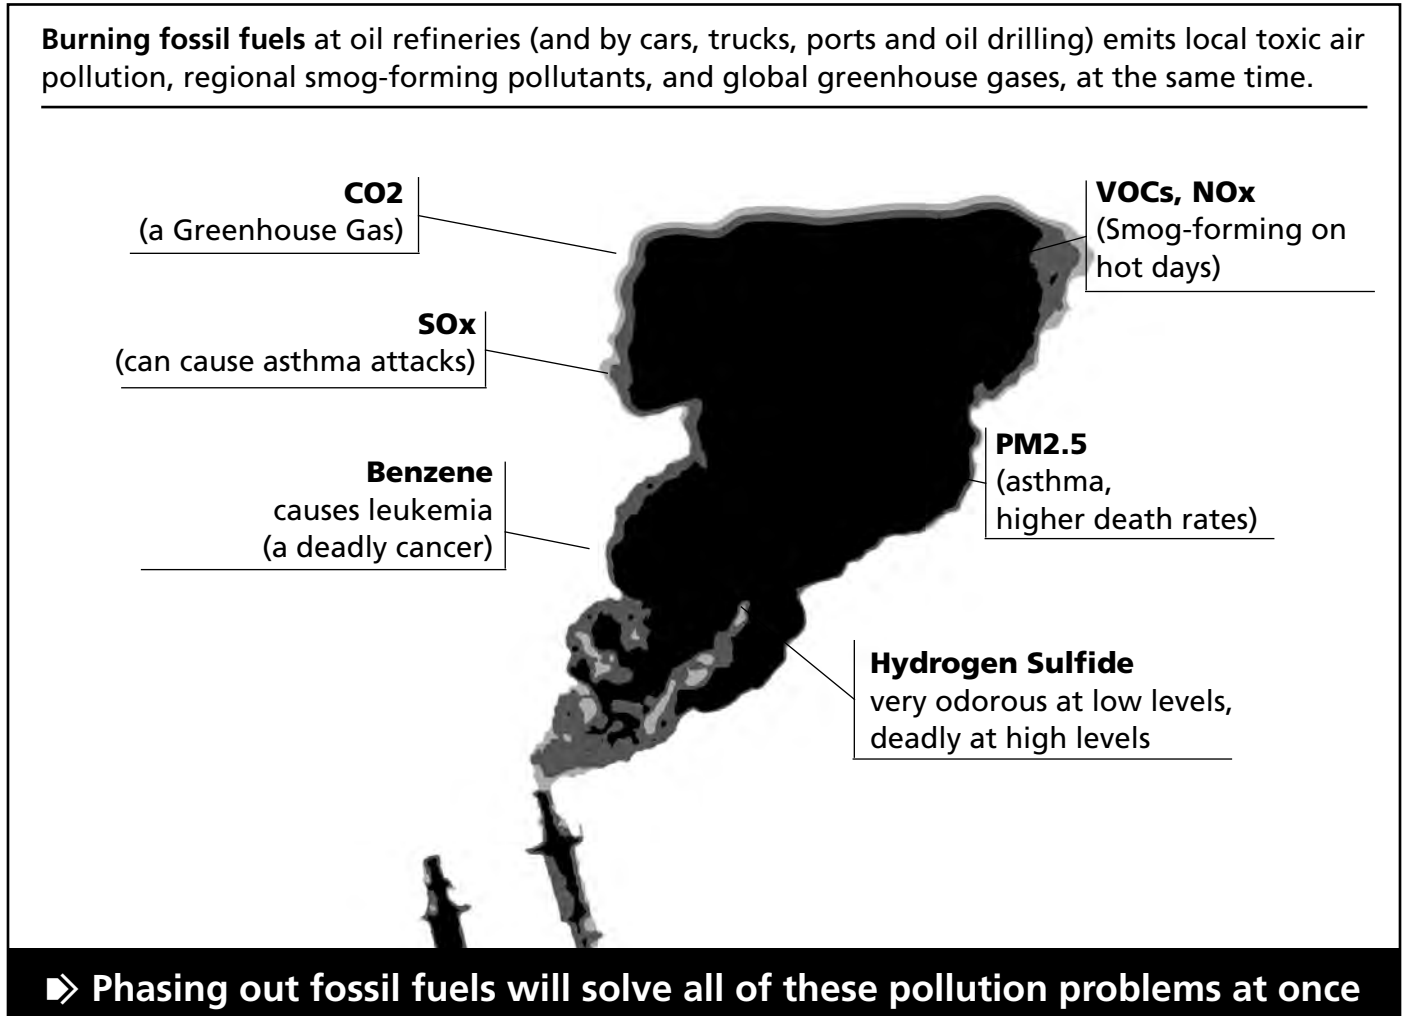 Burning fossil fuels at oil refineries (and by cars, trucks, ports and oil drilling) emits local toxic air
pollution, regional smog-forming pollutants, and global greenhouse gases, at the same time.
CO2
(a Greenhouse Gas)
VOCs, NOx
(Smog-forming on
hot days)
SOx
(can cause asthma attacks)
PM2.5
(asthma,
higher death rates)
Benzene
causes leukemia
(a deadly cancer)
Hydrogen Sulfide
very odorous at low levels,
deadly at high levels
Phasing out fossil fuels will solve all of these pollution problems at once